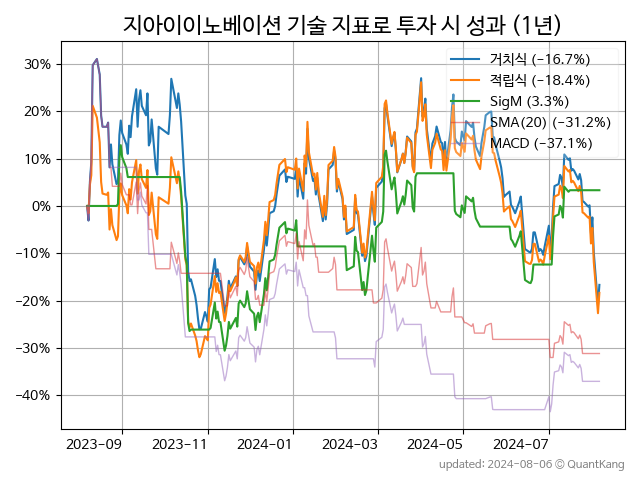 지아이이노베이션 기술 지표로 투자 시 성과 (1년)
거치식 (−16.7%)
적립식 (−18.4%)
SigM (3.3%)
SMA(20) (−31.2%)
MACD (−37.1%)
30%
20%
10%
0%
−10%
−20%
−30%
−40%
2023-09 2023-11 2024-01 2024-03 2024-05 2024-07
updated: 2024-08-06 © QuantKang